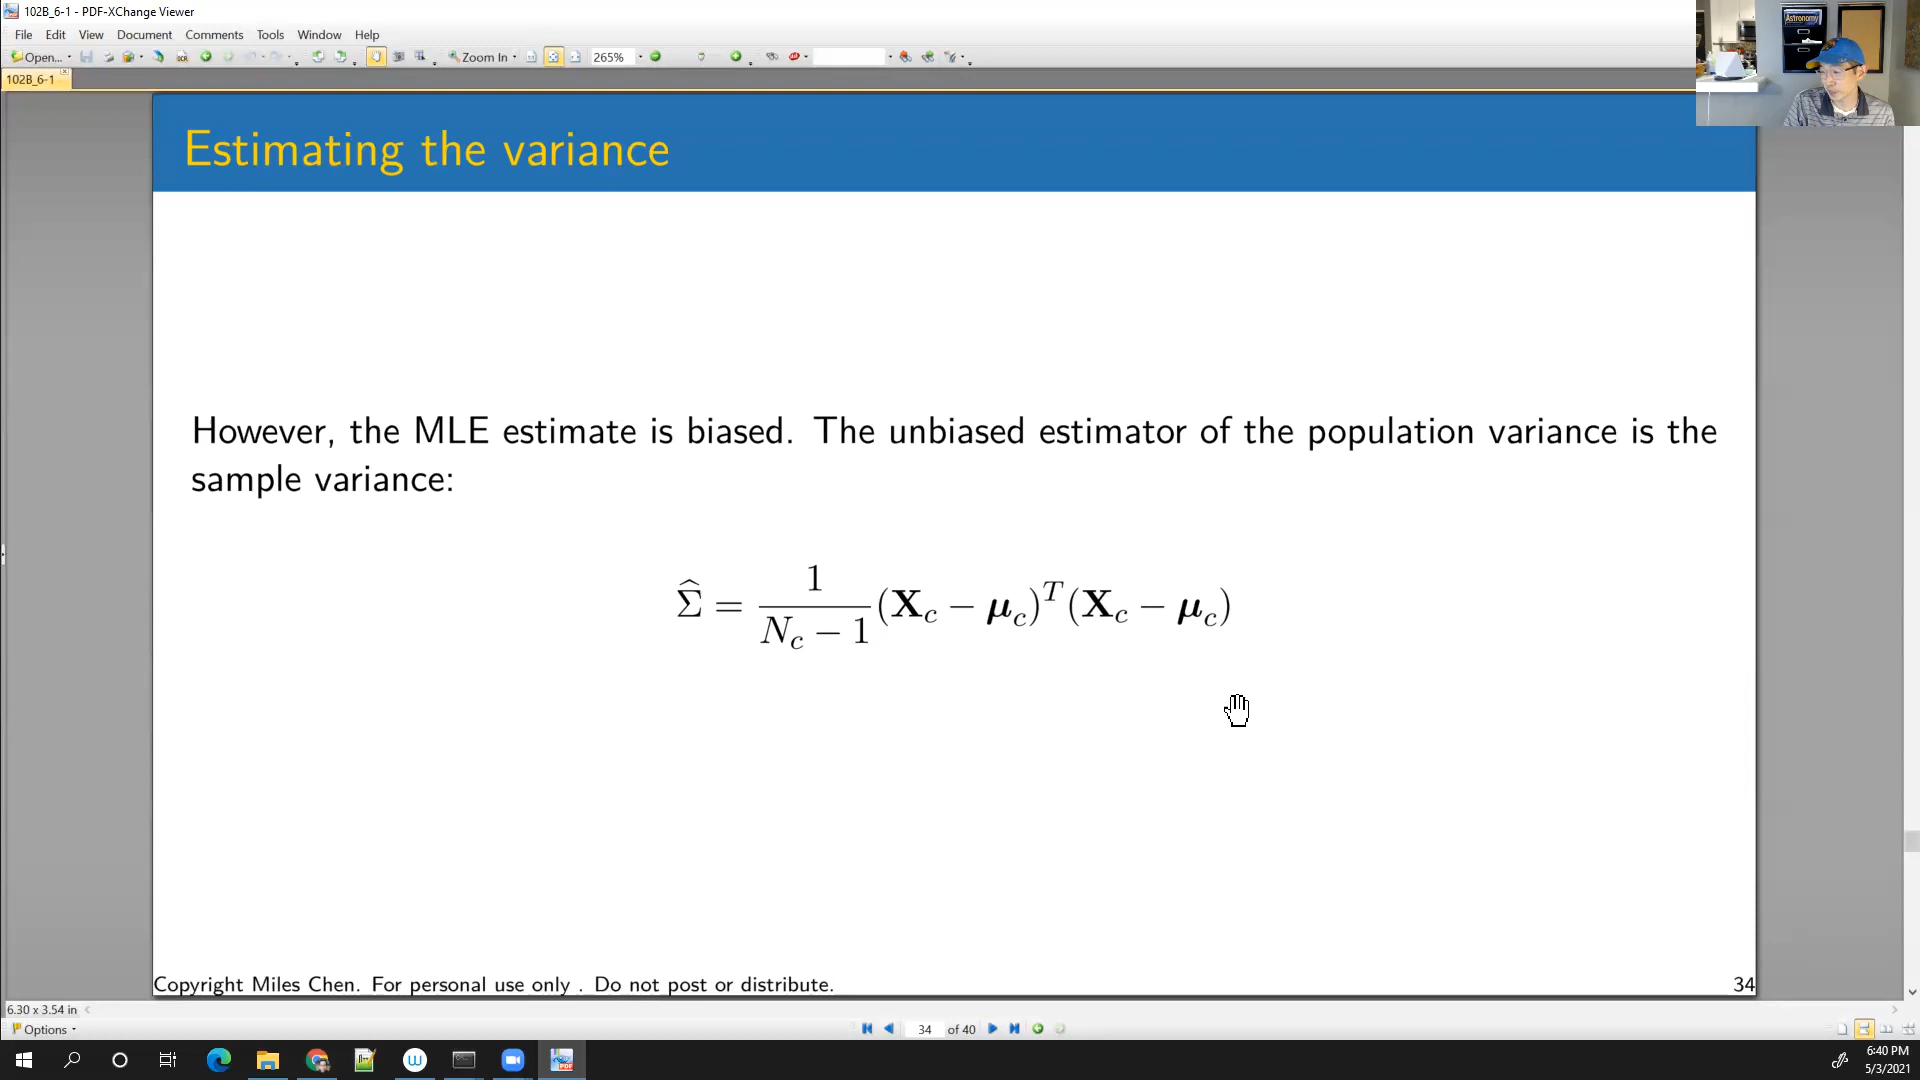 102B_6-1 - PDF-XChange Viewer
File Edit View Document Comments Tools Window Help
Open... OCR Zoom In 265%
102B_6-1
Astronomy
Estimating the variance
However, the MLE estimate is biased. The unbiased estimator of the population variance is the
sample variance:
Σ̂ = 1/(N_c − 1) (X_c − μ_c)^T (X_c − μ_c)
Copyright Miles Chen. For personal use only . Do not post or distribute. 34
6.30 x 3.54 in
Options 34 of 40
6:40 PM
5/3/2021